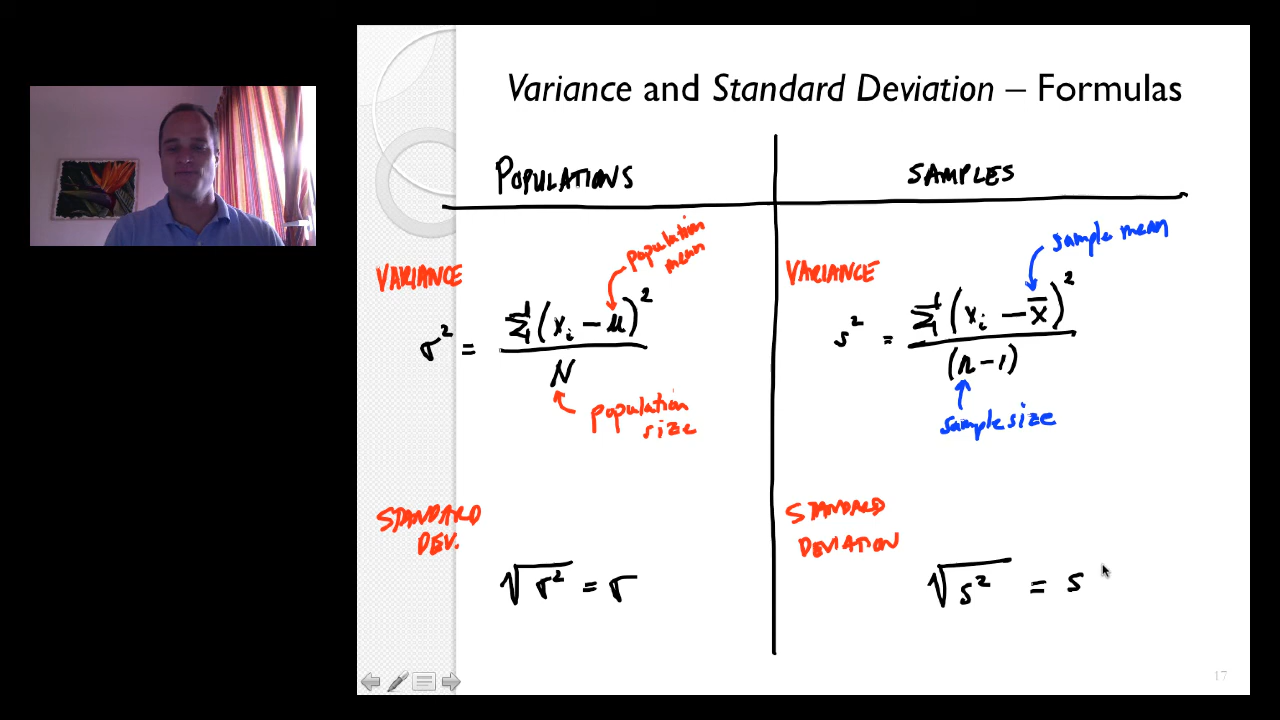 Variance and Standard Deviation – Formulas
POPULATIONS
SAMPLES
VARIANCE
population
mean
σ² = Σ(xᵢ − μ)² / N
population
size
STANDARD
DEV.
√σ² = σ
VARIANCE
sample mean
s² = Σ(xᵢ − x̄)² / (n − 1)
sample size
STANDARD
DEVIATION
√s² = s
17